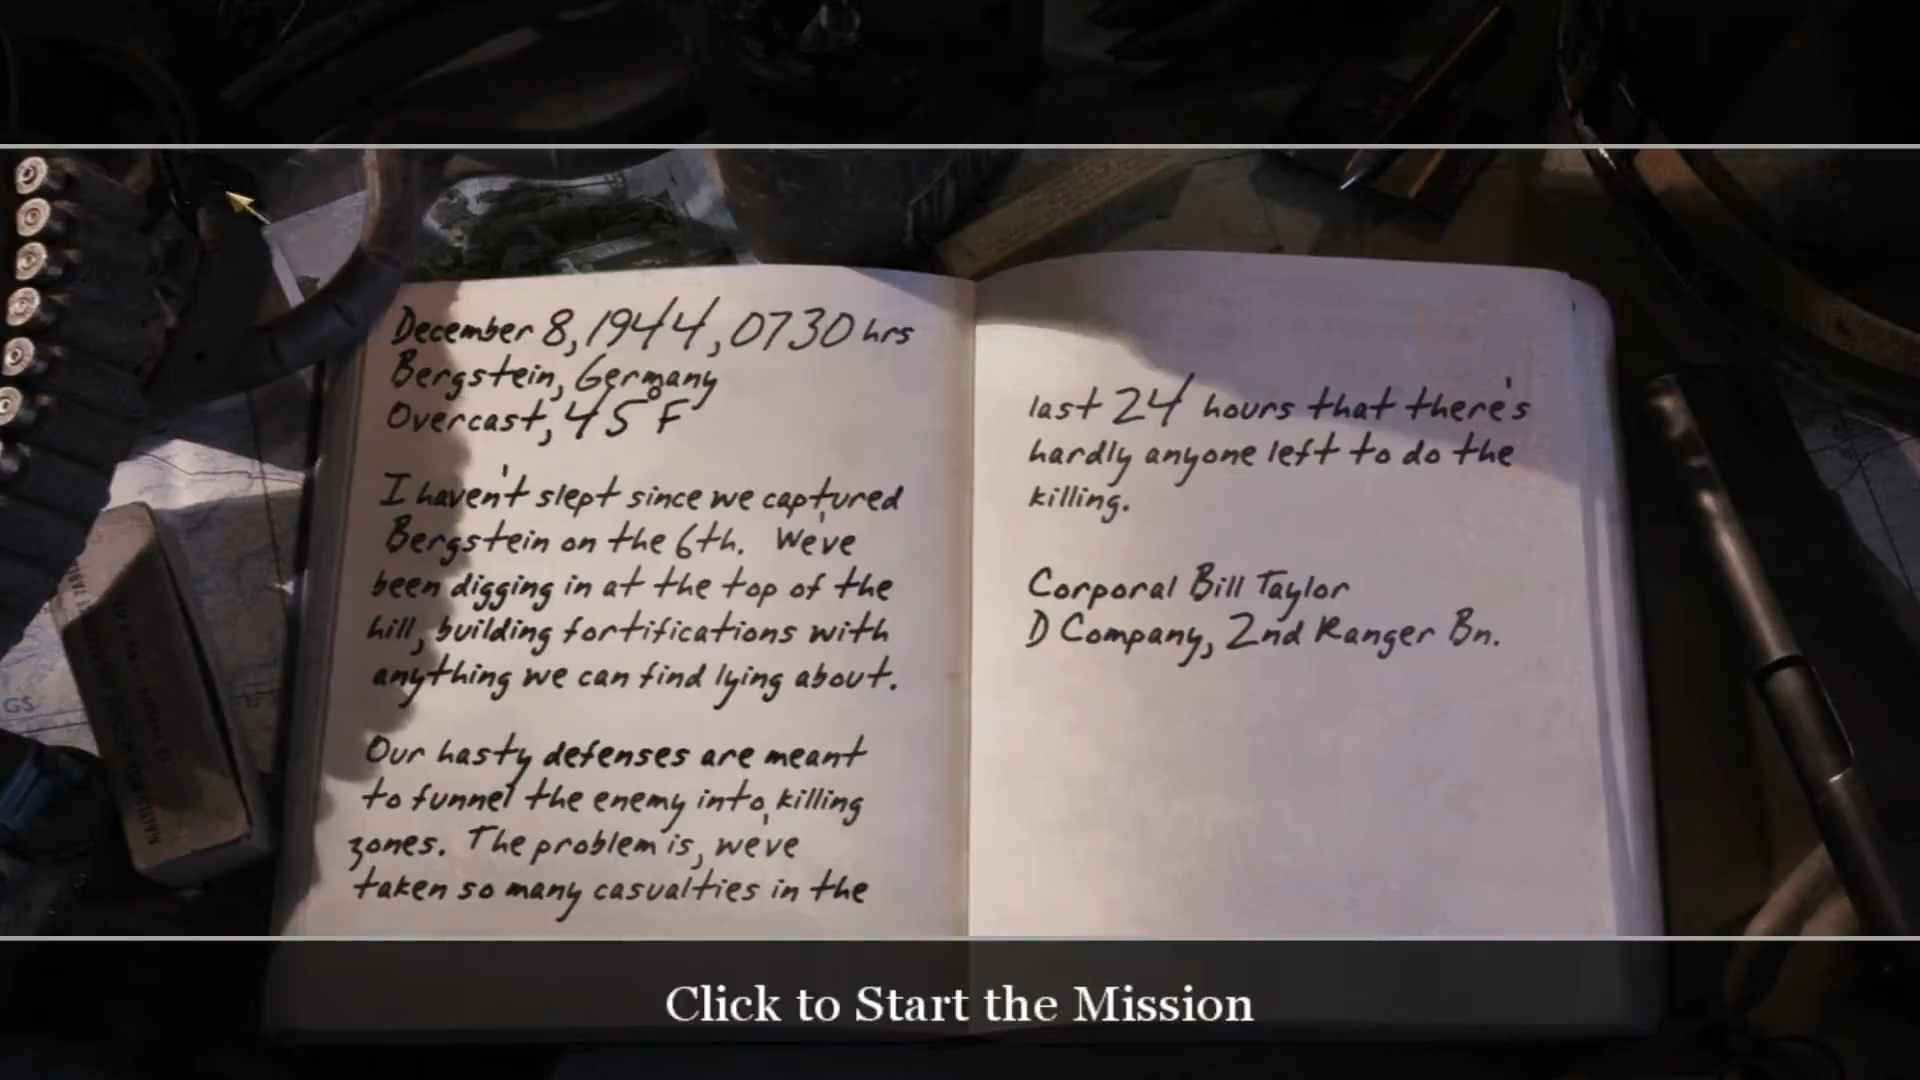 December 8, 1944, 0730 hrs
Bergstein, Germany
Overcast, 45°F
I haven't slept since we captured
Bergstein on the 6th. We've
been digging in at the top of the
hill, building fortifications with
anything we can find lying about.
Our hasty defenses are meant
to funnel the enemy into killing
zones. The problem is, we've
taken so many casualties in the
last 24 hours that there's
hardly anyone left to do the
killing.
Corporal Bill Taylor
D Company, 2nd Ranger Bn.
GS
Click to Start the Mission